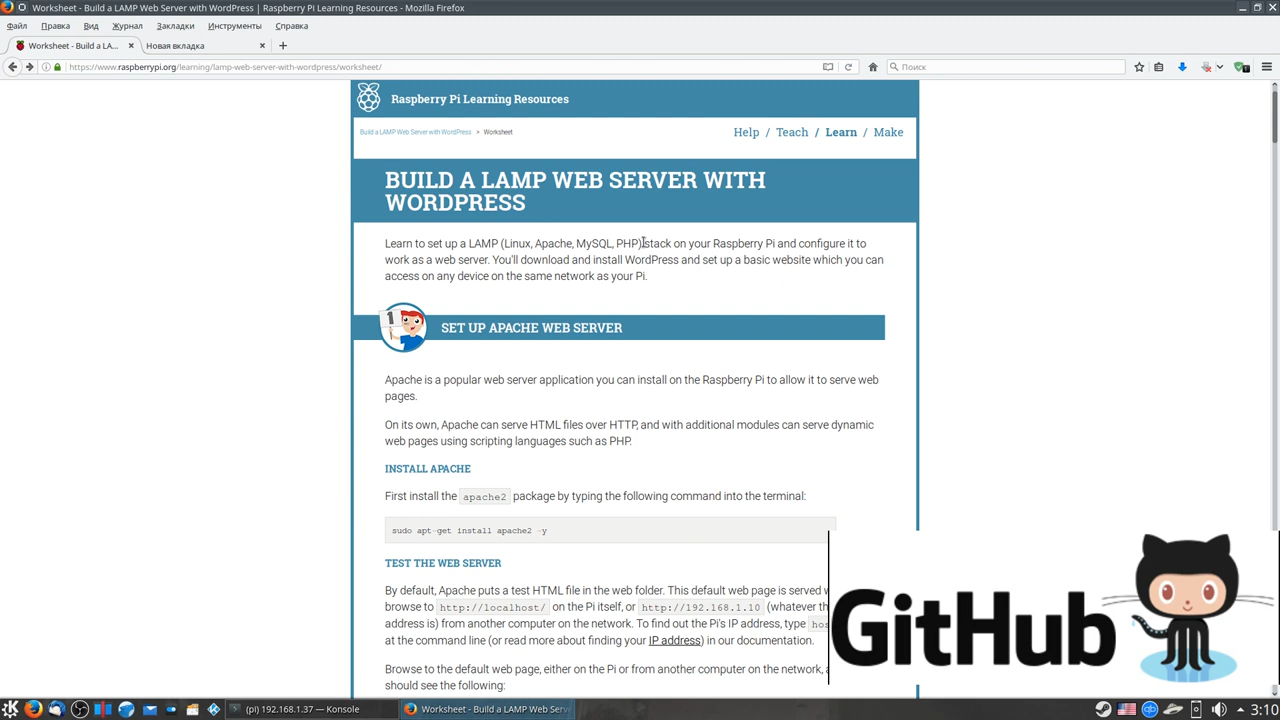 Worksheet - Build a LAMP Web Server with WordPress | Raspberry Pi Learning Resources - Mozilla Firefox
Файл Правка Вид Журнал Закладки Инструменты Справка
Worksheet - Build a LA... Новая вкладка
https://www.raspberrypi.org/learning/lamp-web-server-with-wordpress/worksheet/ Поиск
Raspberry Pi Learning Resources
Build a LAMP Web Server with WordPress > Worksheet
Help / Teach / Learn / Make
BUILD A LAMP WEB SERVER WITH
WORDPRESS
Learn to set up a LAMP (Linux, Apache, MySQL, PHP) stack on your Raspberry Pi and configure it to
work as a web server. You'll download and install WordPress and set up a basic website which you can
access on any device on the same network as your Pi.
1
SET UP APACHE WEB SERVER
Apache is a popular web server application you can install on the Raspberry Pi to allow it to serve web
pages.
On its own, Apache can serve HTML files over HTTP, and with additional modules can serve dynamic
web pages using scripting languages such as PHP.
INSTALL APACHE
First install the apache2 package by typing the following command into the terminal:
sudo apt-get install apache2 -y
TEST THE WEB SERVER
By default, Apache puts a test HTML file in the web folder. This default web page is served w
browse to http://localhost/ on the Pi itself, or http://192.168.1.10 (whatever th
address is) from another computer on the network. To find out the Pi's IP address, type hos
at the command line (or read more about finding your IP address) in our documentation.
Browse to the default web page, either on the Pi or from another computer on the network, a
should see the following:
GitHub
(pi) 192.168.1.37 — Konsole
Worksheet - Build a LAMP Web Serv
3:10